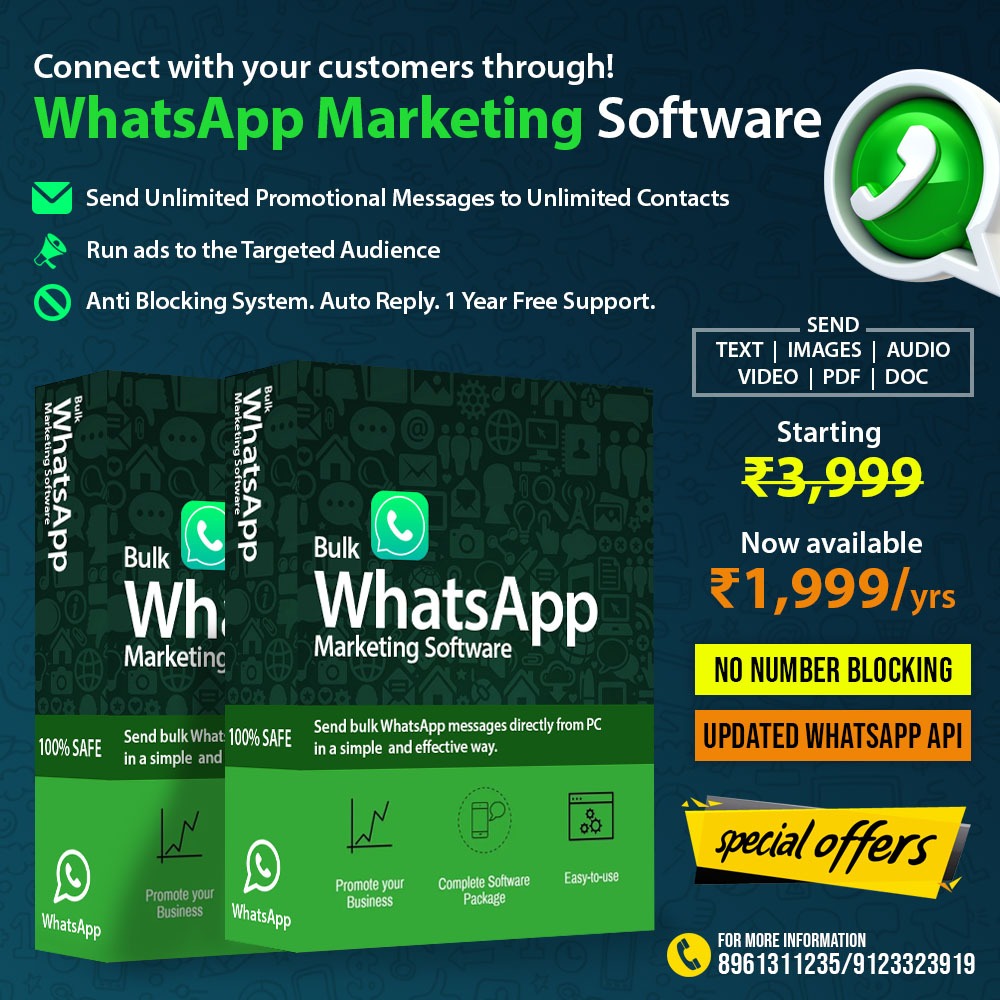 Connect with your customers through!
WhatsApp Marketing Software
Send Unlimited Promotional Messages to Unlimited Contacts
Run ads to the Targeted Audience
Anti Blocking System. Auto Reply. 1 Year Free Support.
SEND
TEXT | IMAGES | AUDIO
VIDEO | PDF | DOC
Starting
₹3,999
Now available
₹1,999/yrs
NO NUMBER BLOCKING
UPDATED WHATSAPP API
special offers
FOR MORE INFORMATION
8961311235/9123323919
Bulk
WhatsApp
Marketing Software
Bulk
Wha
Marketing
100% SAFE
Send bulk What
in a simple and
Promote your
Business
WhatsApp
Bulk
WhatsApp
Marketing Software
Bulk
WhatsApp
Marketing Software
100% SAFE
Send bulk WhatsApp messages directly from PC
in a simple and effective way.
Promote your
Business
Complete Software
Package
Easy-to-use
WhatsApp